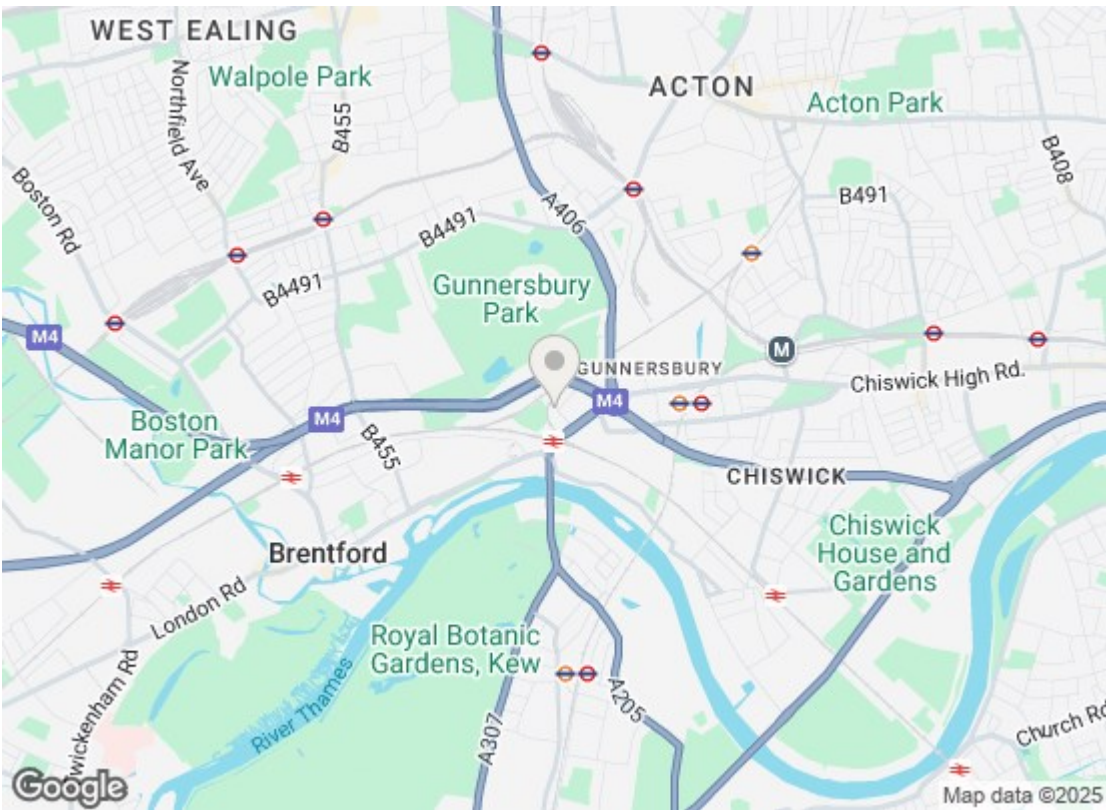 WEST EALING
Walpole Park
ACTON
Acton Park
Northfield Ave
B455
B408
Boston Rd
B491
A406
B4491
B4491
Gunnersbury
Park
M4
M
GUNNERSBURY
Chiswick High Rd.
M4
M4
Boston
Manor Park
B455
CHISWICK
Chiswick
House and
Gardens
Brentford
London Rd
Royal Botanic
Gardens, Kew
River Thames
A307
A205
Church Rd
Google
Map data ©2025